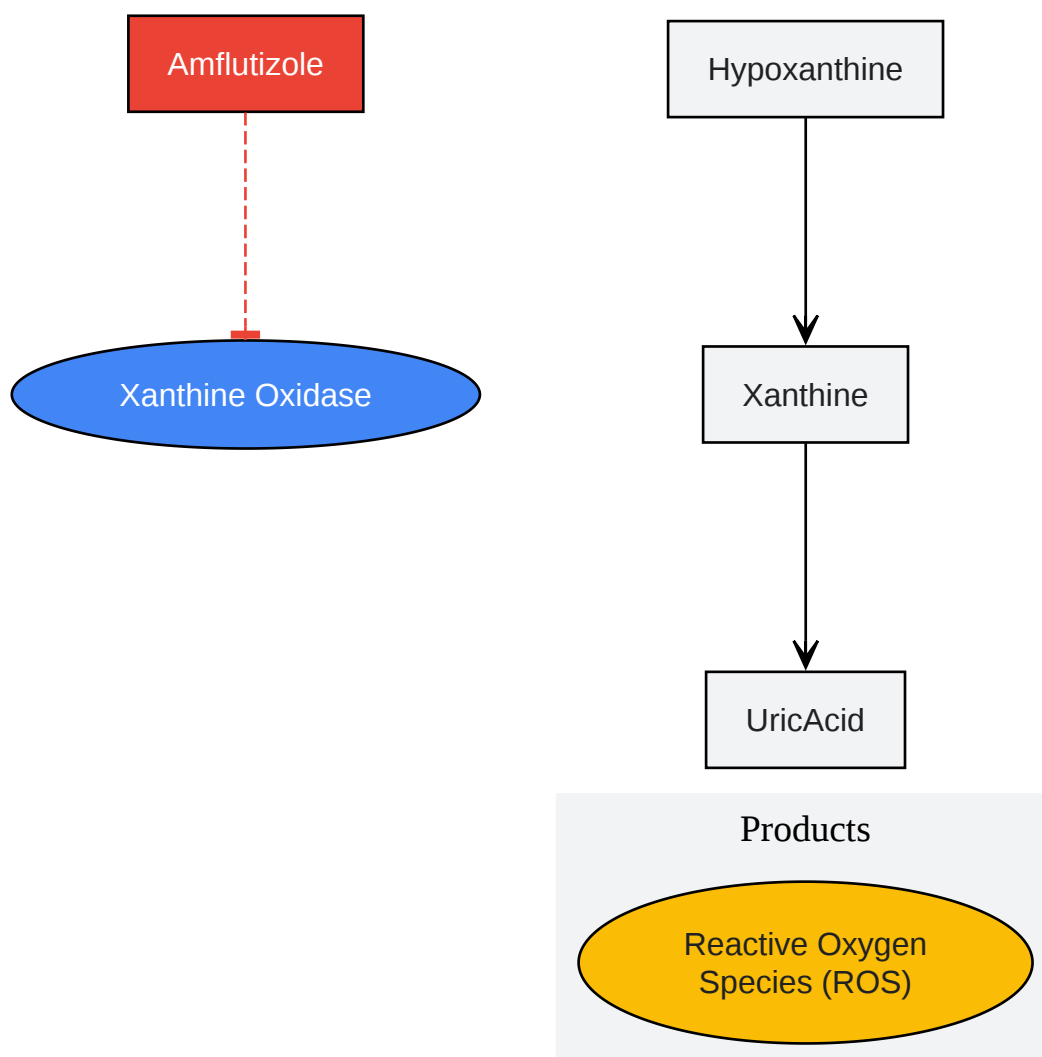 Amflutizole
Hypoxanthine
Xanthine Oxidase
Xanthine
UricAcid
Products
Reactive Oxygen
Species (ROS)